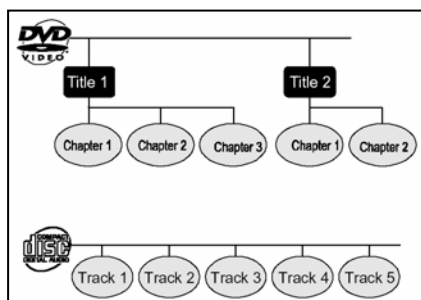 DVD
VIDEO
Title 1 Title 2
Chapter 1 Chapter 2 Chapter 3 Chapter 1 Chapter 2
COMPACT
disc
DIGITAL AUDIO
Track 1 Track 2 Track 3 Track 4 Track 5